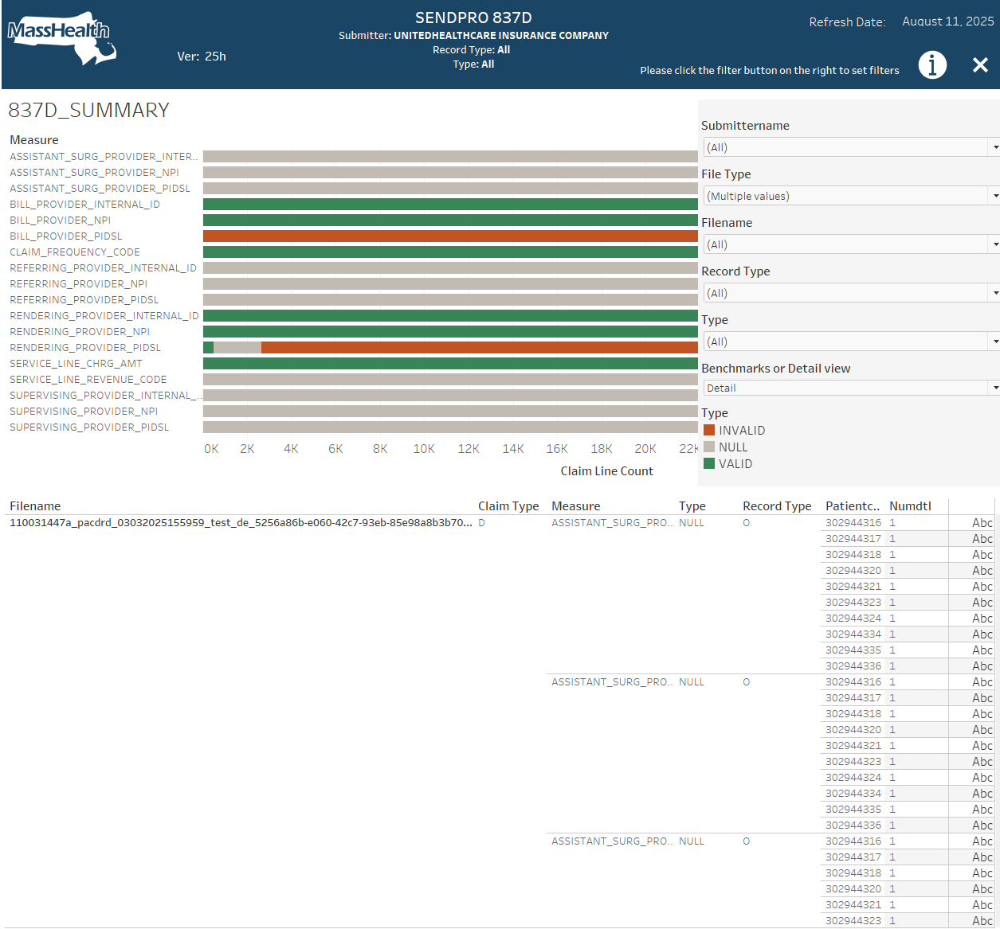 MassHealth
Ver: 25h
SENDPRO 837D
Submitter: UNITEDHEALTHCARE INSURANCE COMPANY
Record Type: All
Type: All
Refresh Date: August 11, 2025
Please click the filter button on the right to set filters
837D_SUMMARY
Measure
ASSISTANT_SURG_PROVIDER_INTER..
ASSISTANT_SURG_PROVIDER_NPI
ASSISTANT_SURG_PROVIDER_PIDSL
BILL_PROVIDER_INTERNAL_ID
BILL_PROVIDER_NPI
BILL_PROVIDER_PIDSL
CLAIM_FREQUENCY_CODE
REFERRING_PROVIDER_INTERNAL_ID
REFERRING_PROVIDER_NPI
REFERRING_PROVIDER_PIDSL
RENDERING_PROVIDER_INTERNAL_ID
RENDERING_PROVIDER_NPI
RENDERING_PROVIDER_PIDSL
SERVICE_LINE_CHRG_AMT
SERVICE_LINE_REVENUE_CODE
SUPERVISING_PROVIDER_INTERNAL_..
SUPERVISING_PROVIDER_NPI
SUPERVISING_PROVIDER_PIDSL
0K 2K 4K 6K 8K 10K 12K 14K 16K 18K 20K 22K
Claim Line Count
Submittername
(All)
File Type
(Multiple values)
Filename
(All)
Record Type
(All)
Type
(All)
Benchmarks or Detail view
Detail
Type
INVALID
NULL
VALID
Filename Claim Type Measure Type Record Type Patientc.. Numdtl
110031447a_pacdrd_03032025155959_test_de_5256a86b-e060-42c7-93eb-85e98a8b3b70... D ASSISTANT_SURG_PRO.. NULL O 302944316 1 Abc
302944317 1 Abc
302944318 1 Abc
302944320 1 Abc
302944321 1 Abc
302944323 1 Abc
302944324 1 Abc
302944334 1 Abc
302944335 1 Abc
302944336 1 Abc
ASSISTANT_SURG_PRO.. NULL O 302944316 1 Abc
302944317 1 Abc
302944318 1 Abc
302944320 1 Abc
302944321 1 Abc
302944323 1 Abc
302944324 1 Abc
302944334 1 Abc
302944335 1 Abc
302944336 1 Abc
ASSISTANT_SURG_PRO.. NULL O 302944316 1 Abc
302944317 1 Abc
302944318 1 Abc
302944320 1 Abc
302944321 1 Abc
302944323 1 Abc